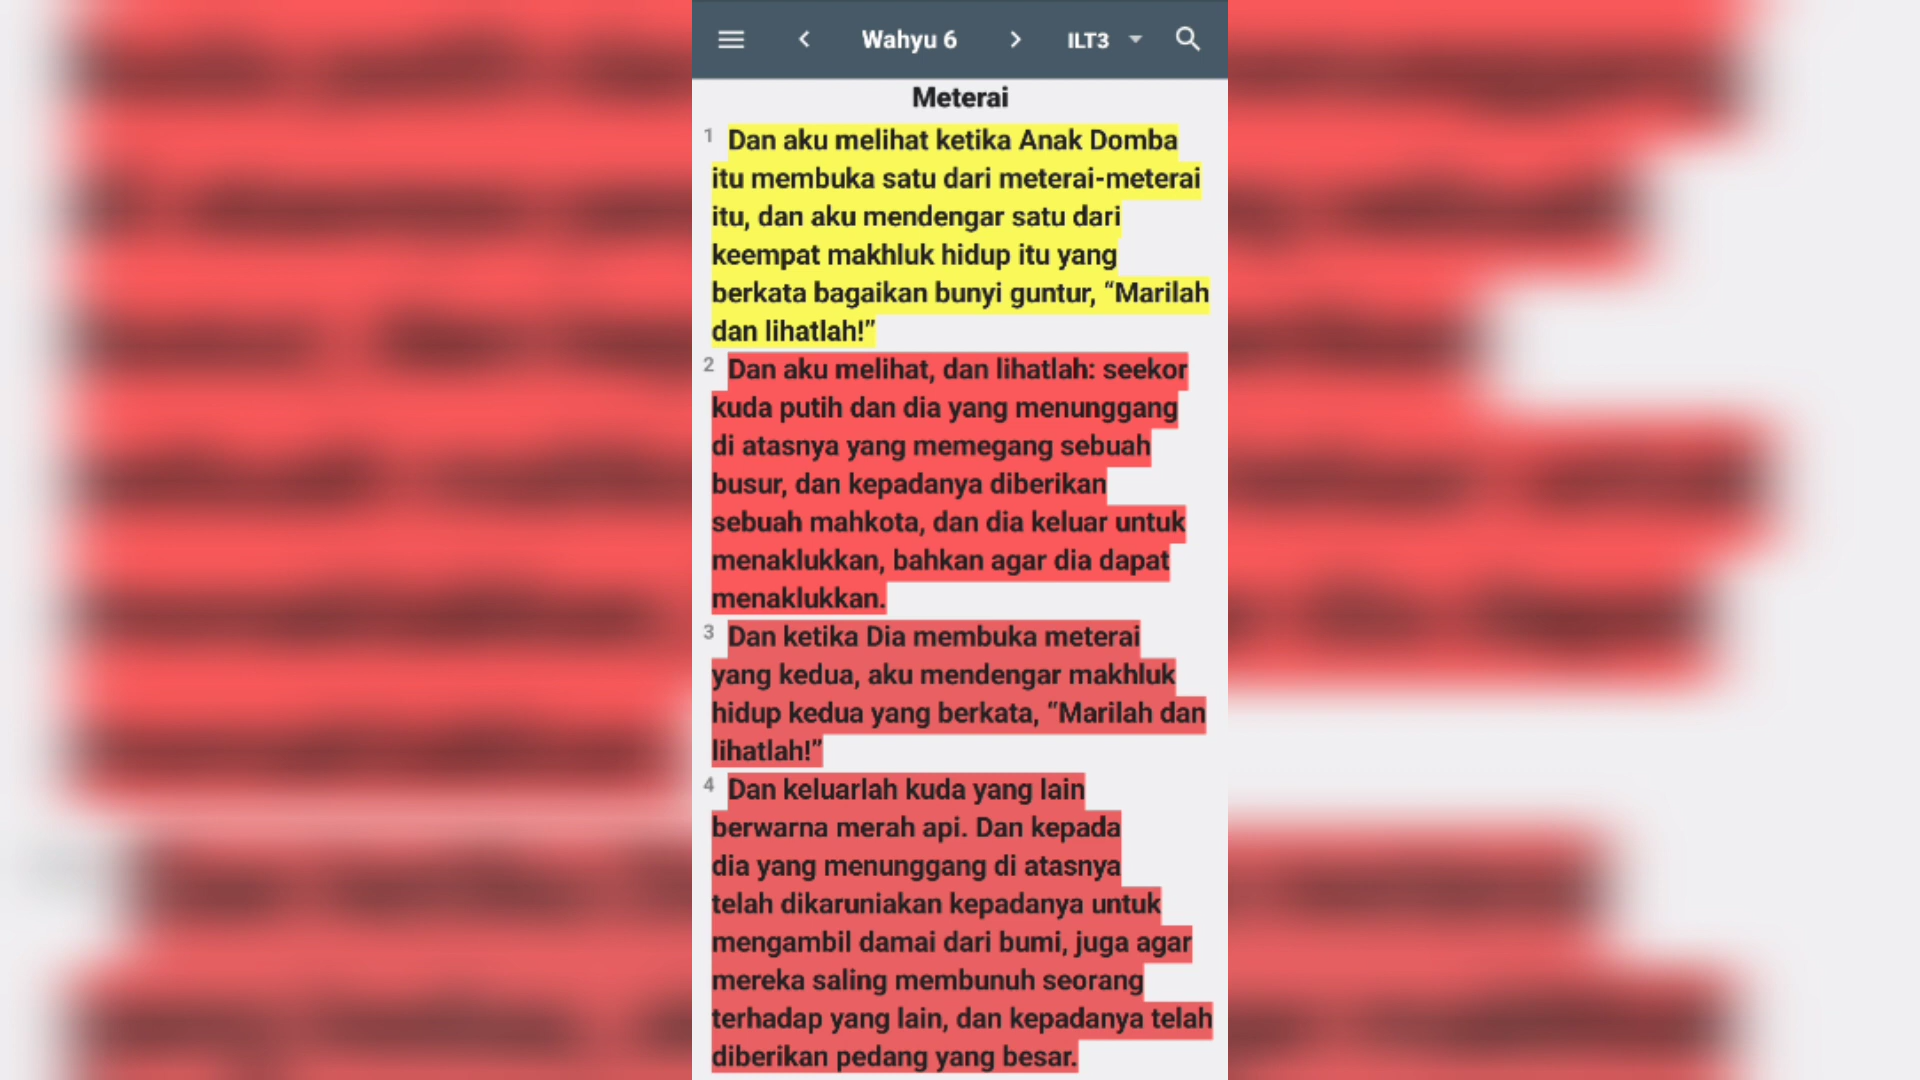 Wahyu 6 ILT3
Meterai
1 Dan aku melihat ketika Anak Domba
itu membuka satu dari meterai-meterai
itu, dan aku mendengar satu dari
keempat makhluk hidup itu yang
berkata bagaikan bunyi guntur, “Marilah
dan lihatlah!”
2 Dan aku melihat, dan lihatlah: seekor
kuda putih dan dia yang menunggang
di atasnya yang memegang sebuah
busur, dan kepadanya diberikan
sebuah mahkota, dan dia keluar untuk
menaklukkan, bahkan agar dia dapat
menaklukkan.
3 Dan ketika Dia membuka meterai
yang kedua, aku mendengar makhluk
hidup kedua yang berkata, “Marilah dan
lihatlah!”
4 Dan keluarlah kuda yang lain
berwarna merah api. Dan kepada
dia yang menunggang di atasnya
telah dikaruniakan kepadanya untuk
mengambil damai dari bumi, juga agar
mereka saling membunuh seorang
terhadap yang lain, dan kepadanya telah
diberikan pedang yang besar.